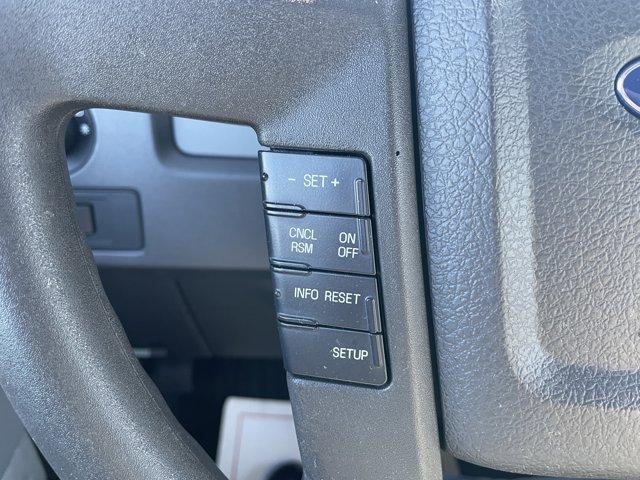 - SET +
CNCL ON
RSM OFF
INFO RESET
SETUP